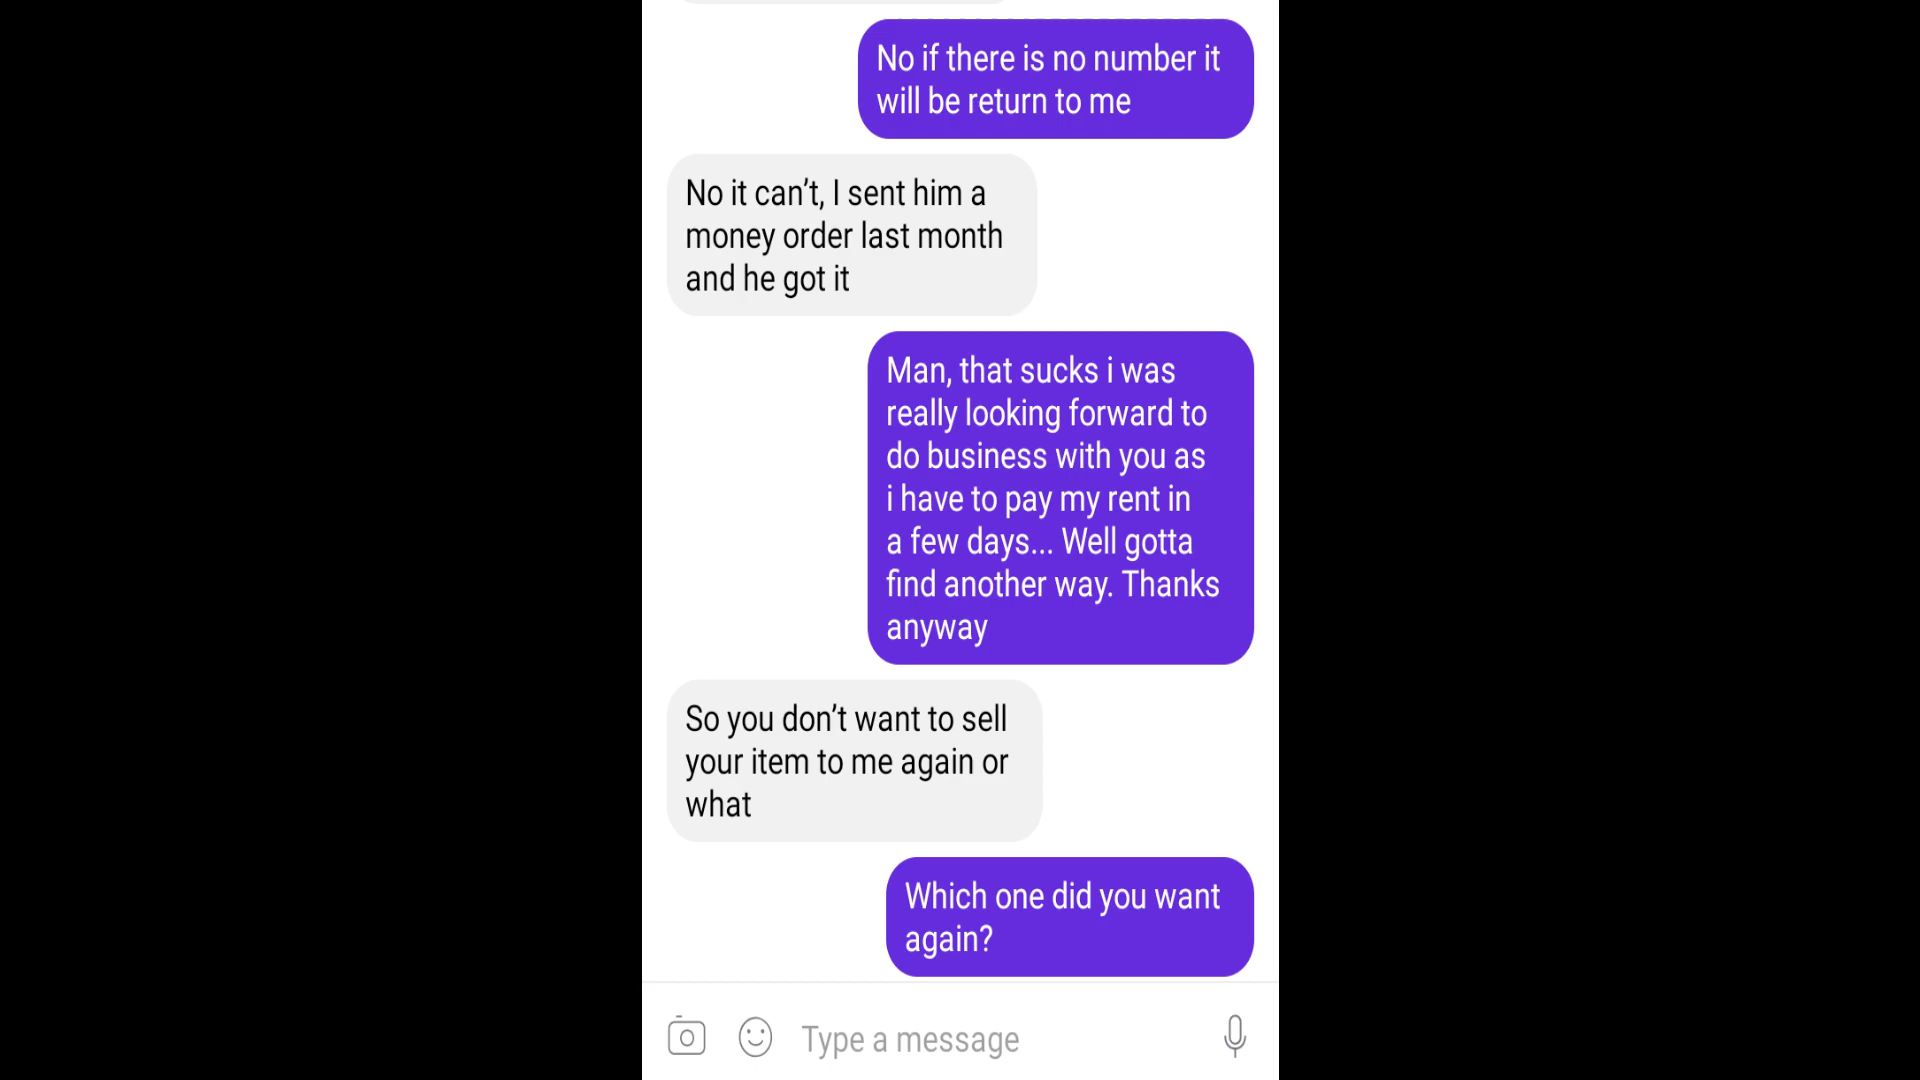 No if there is no number it
will be return to me
No it can’t, I sent him a
money order last month
and he got it
Man, that sucks i was
really looking forward to
do business with you as
i have to pay my rent in
a few days... Well gotta
find another way. Thanks
anyway
So you don’t want to sell
your item to me again or
what
Which one did you want
again?
Type a message